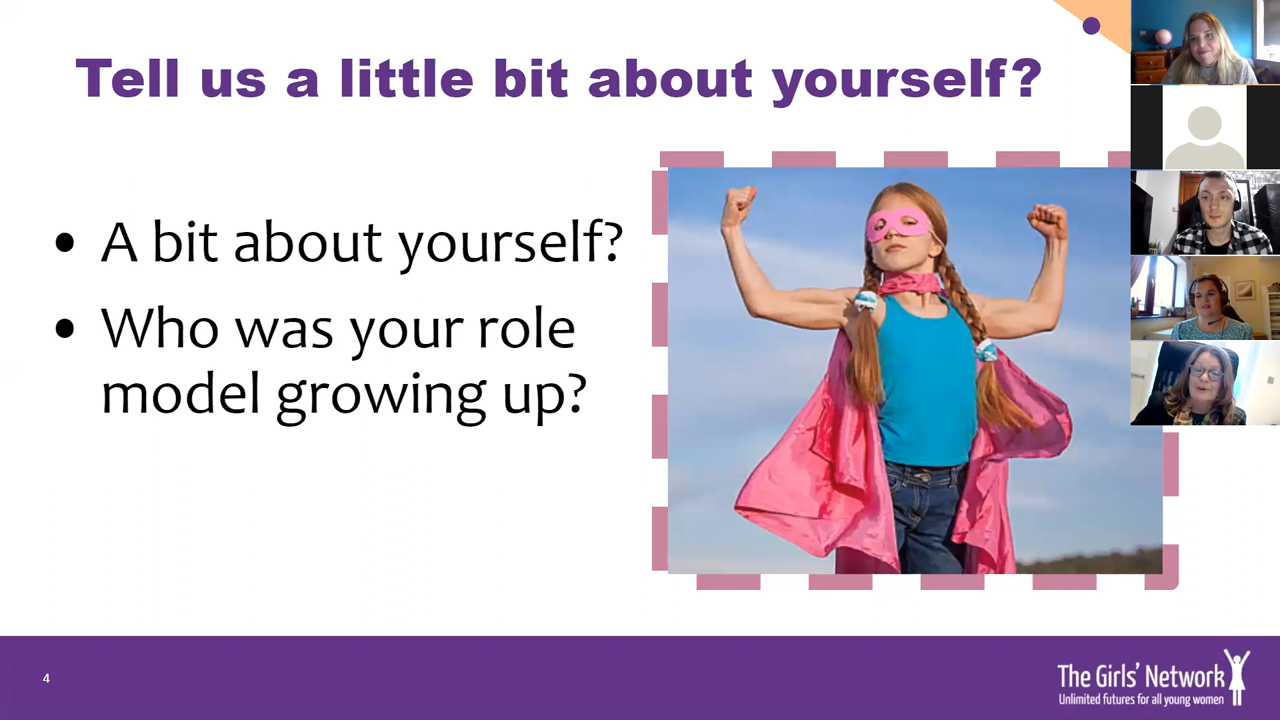 Tell us a little bit about yourself?
• A bit about yourself?
• Who was your role
model growing up?
4
The Girls' Network
Unlimited futures for all young women